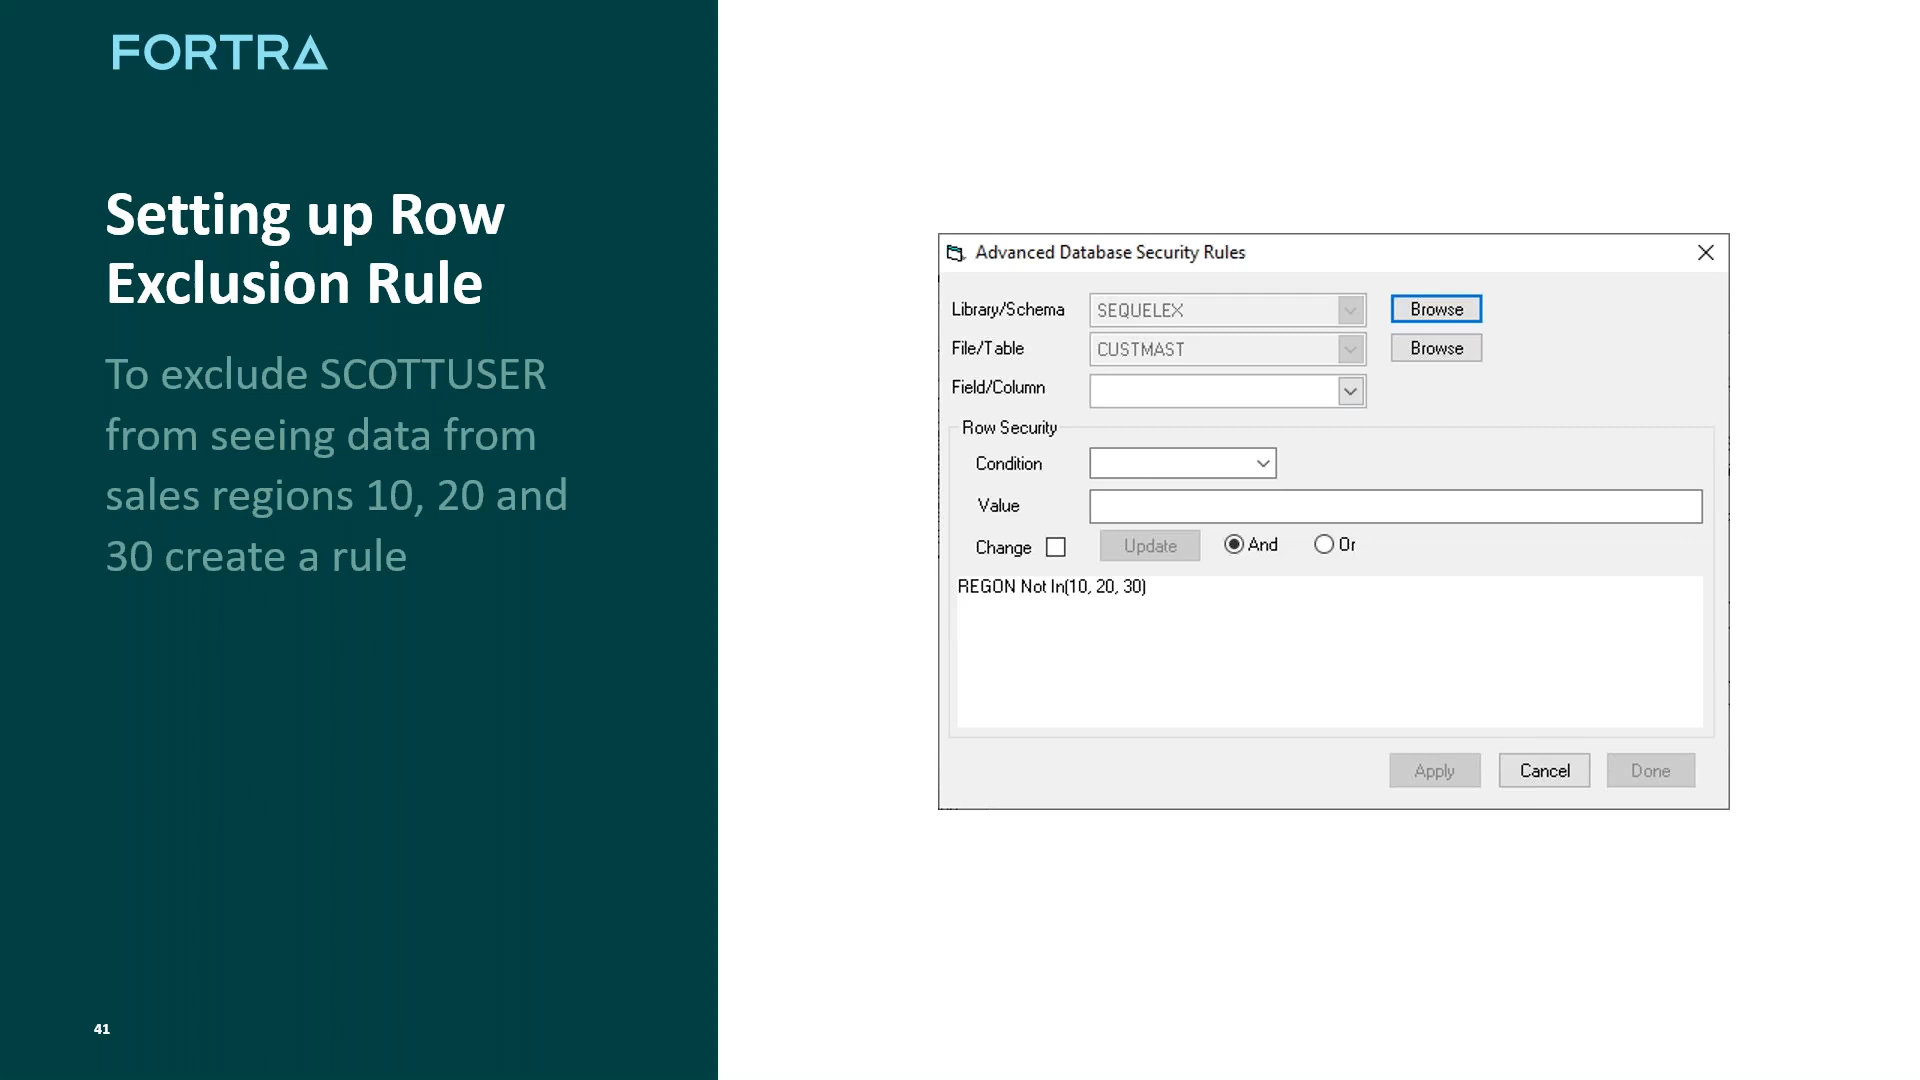 FORTRA
Setting up Row
Exclusion Rule
To exclude SCOTTUSER
from seeing data from
sales regions 10, 20 and
30 create a rule
41
Advanced Database Security Rules
Library/Schema SEQUELEX Browse
File/Table CUSTMAST Browse
Field/Column
Row Security
Condition
Value
Change Update And Or
REGON Not In(10, 20, 30)
Apply Cancel Done